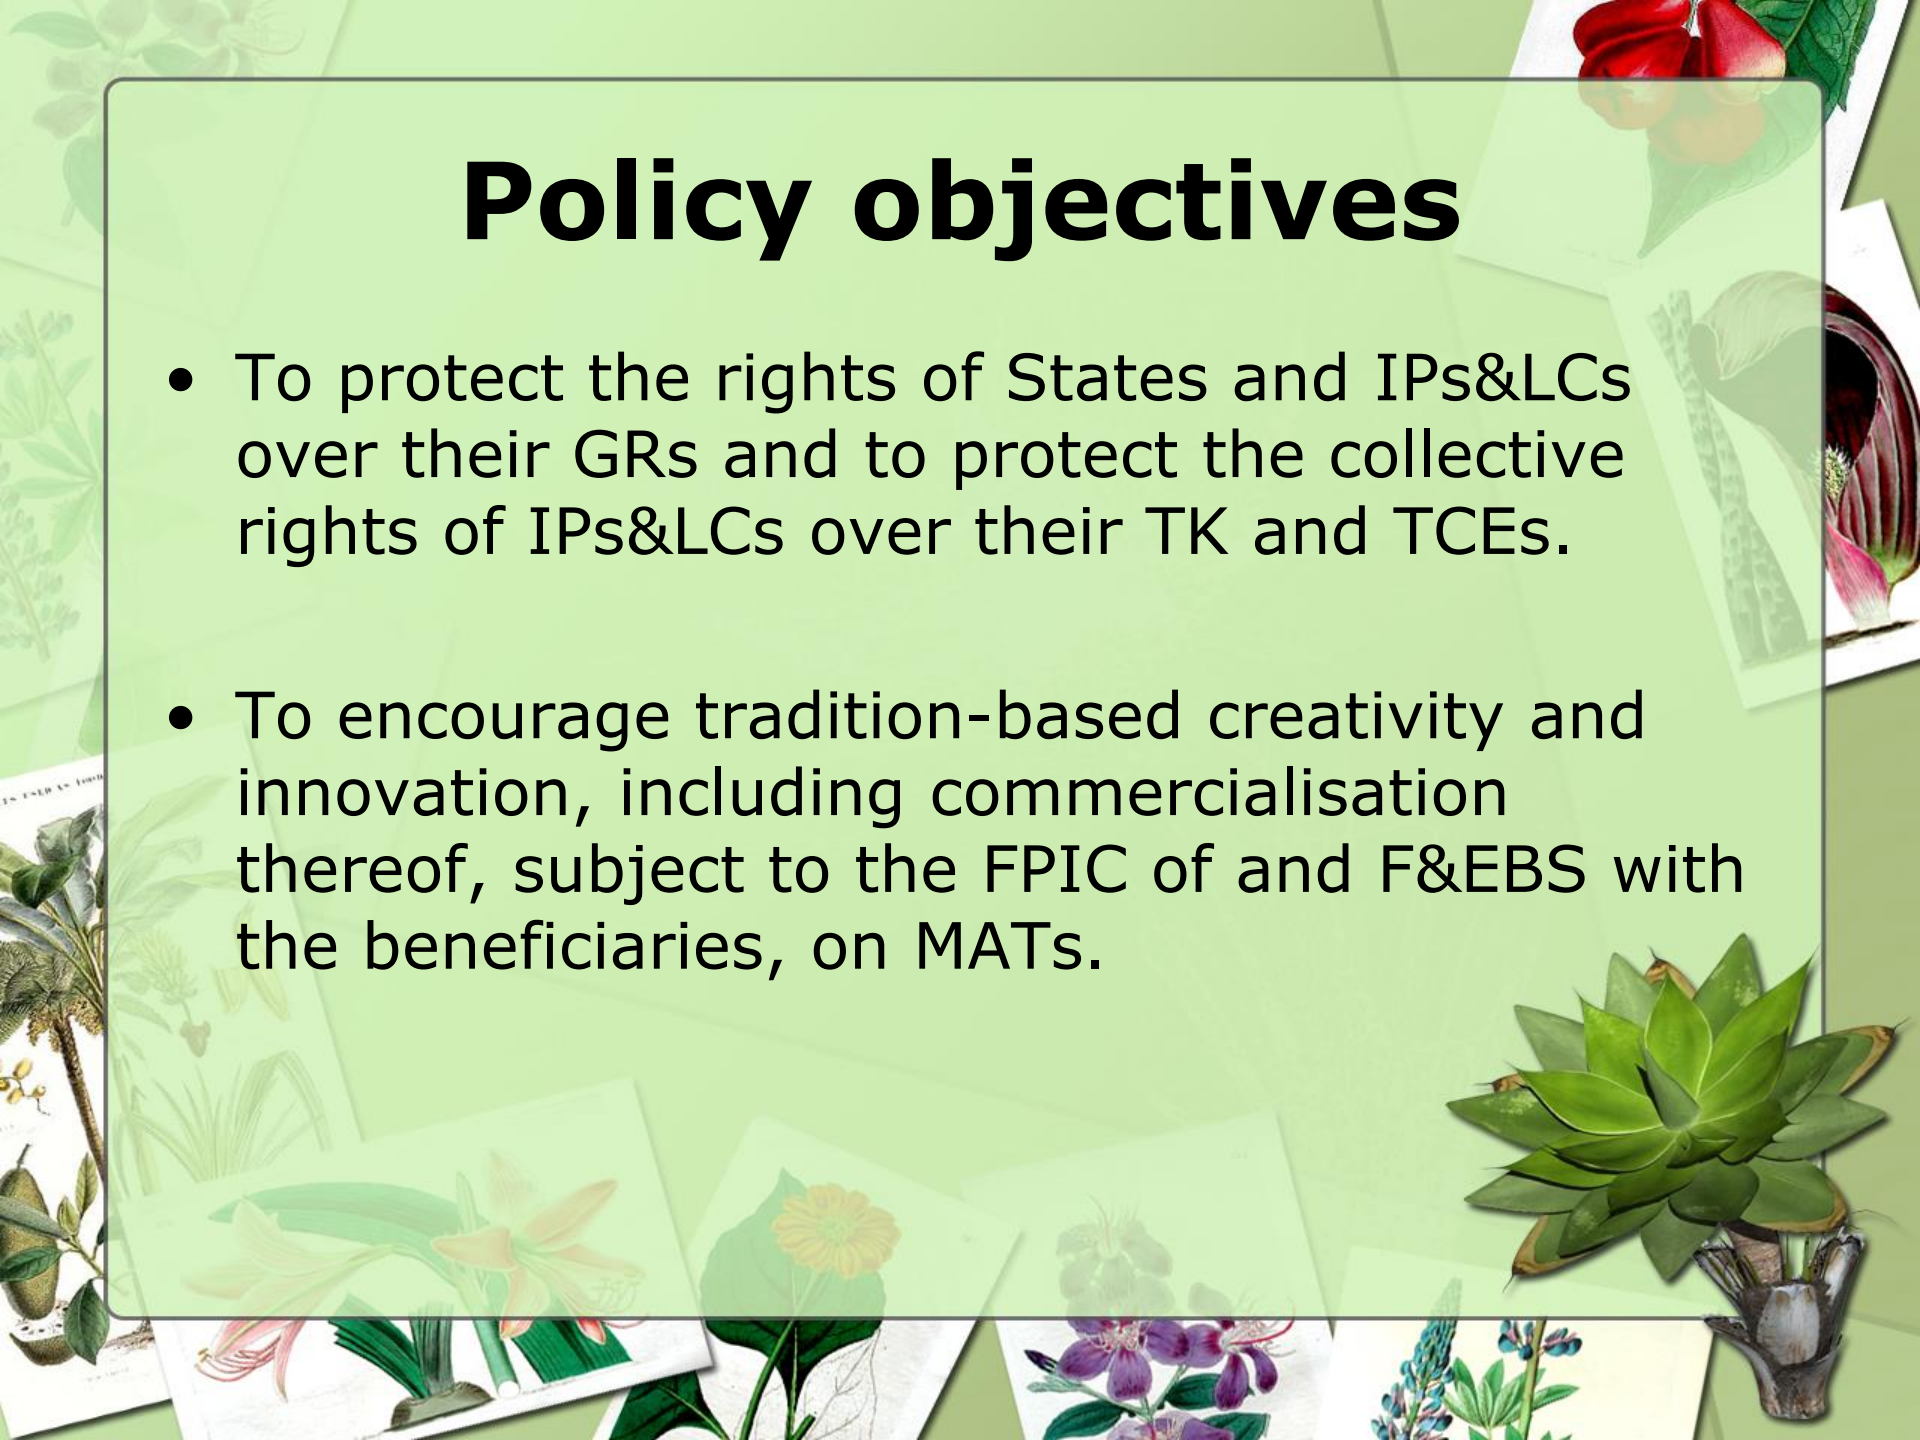 Policy objectives
• To protect the rights of States and IPs&LCs
over their GRs and to protect the collective
rights of IPs&LCs over their TK and TCEs.
• To encourage tradition-based creativity and
innovation, including commercialisation
thereof, subject to the FPIC of and F&EBS with
the beneficiaries, on MATs.